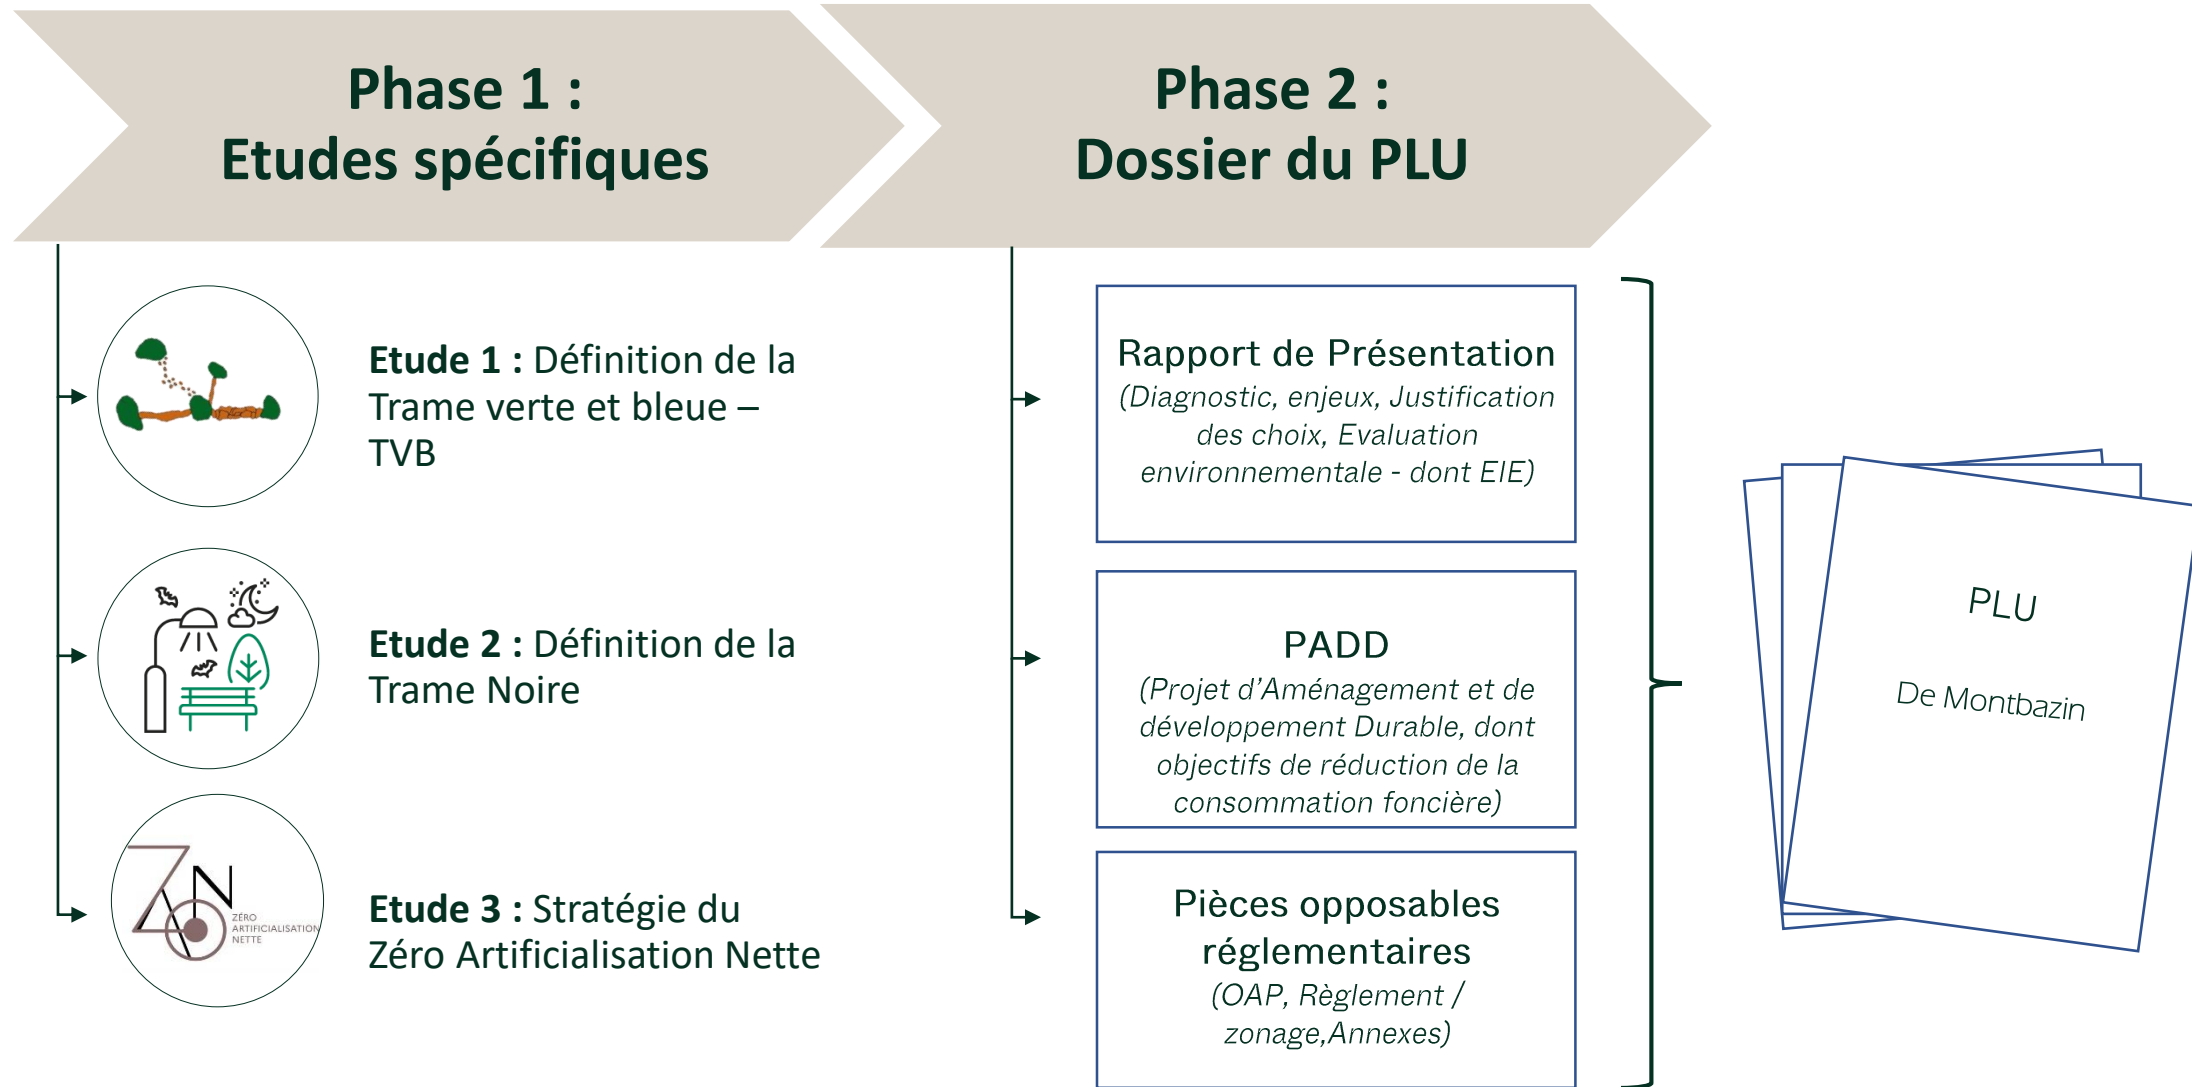 Phase 1 :
Etudes spécifiques
Phase 2 :
Dossier du PLU
Etude 1 : Définition de la
Trame verte et bleue –
TVB
Etude 2 : Définition de la
Trame Noire
ZAN
ZÉRO
ARTIFICIALISATION
NETTE
Etude 3 : Stratégie du
Zéro Artificialisation Nette
Rapport de Présentation
(Diagnostic, enjeux, Justification
des choix, Evaluation
environnementale - dont EIE)
PADD
(Projet d’Aménagement et de
développement Durable, dont
objectifs de réduction de la
consommation foncière)
Pièces opposables
réglementaires
(OAP, Règlement /
zonage,Annexes)
PLU
De Montbazin